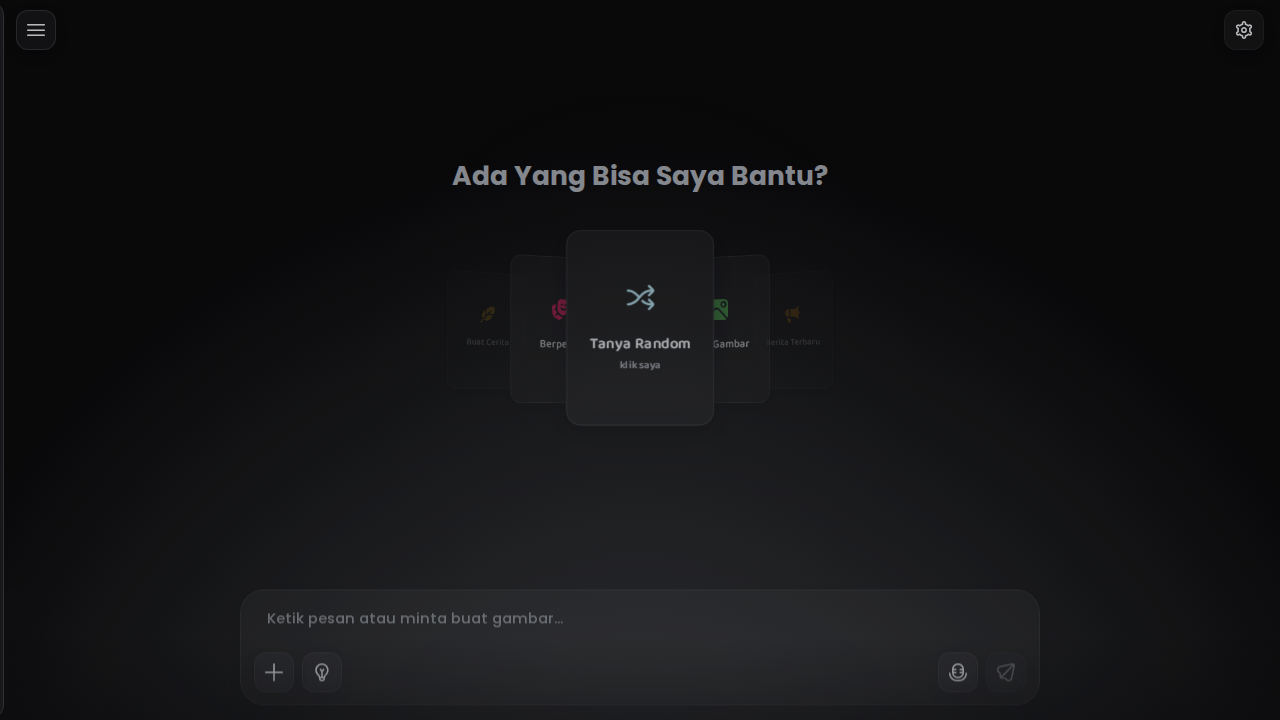 Ada Yang Bisa Saya Bantu?
Buat Cerita
Berpe
Tanya Random
klik saya
Gambar
Berita Terbaru
Ketik pesan atau minta buat gambar...